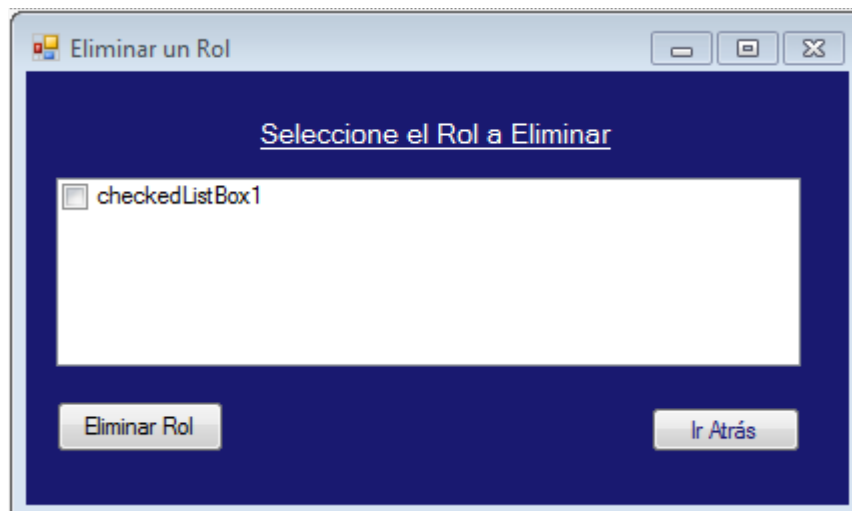 Eliminar un Rol
Seleccione el Rol a Eliminar
checkedListBox1
Eliminar Rol
Ir Atrás